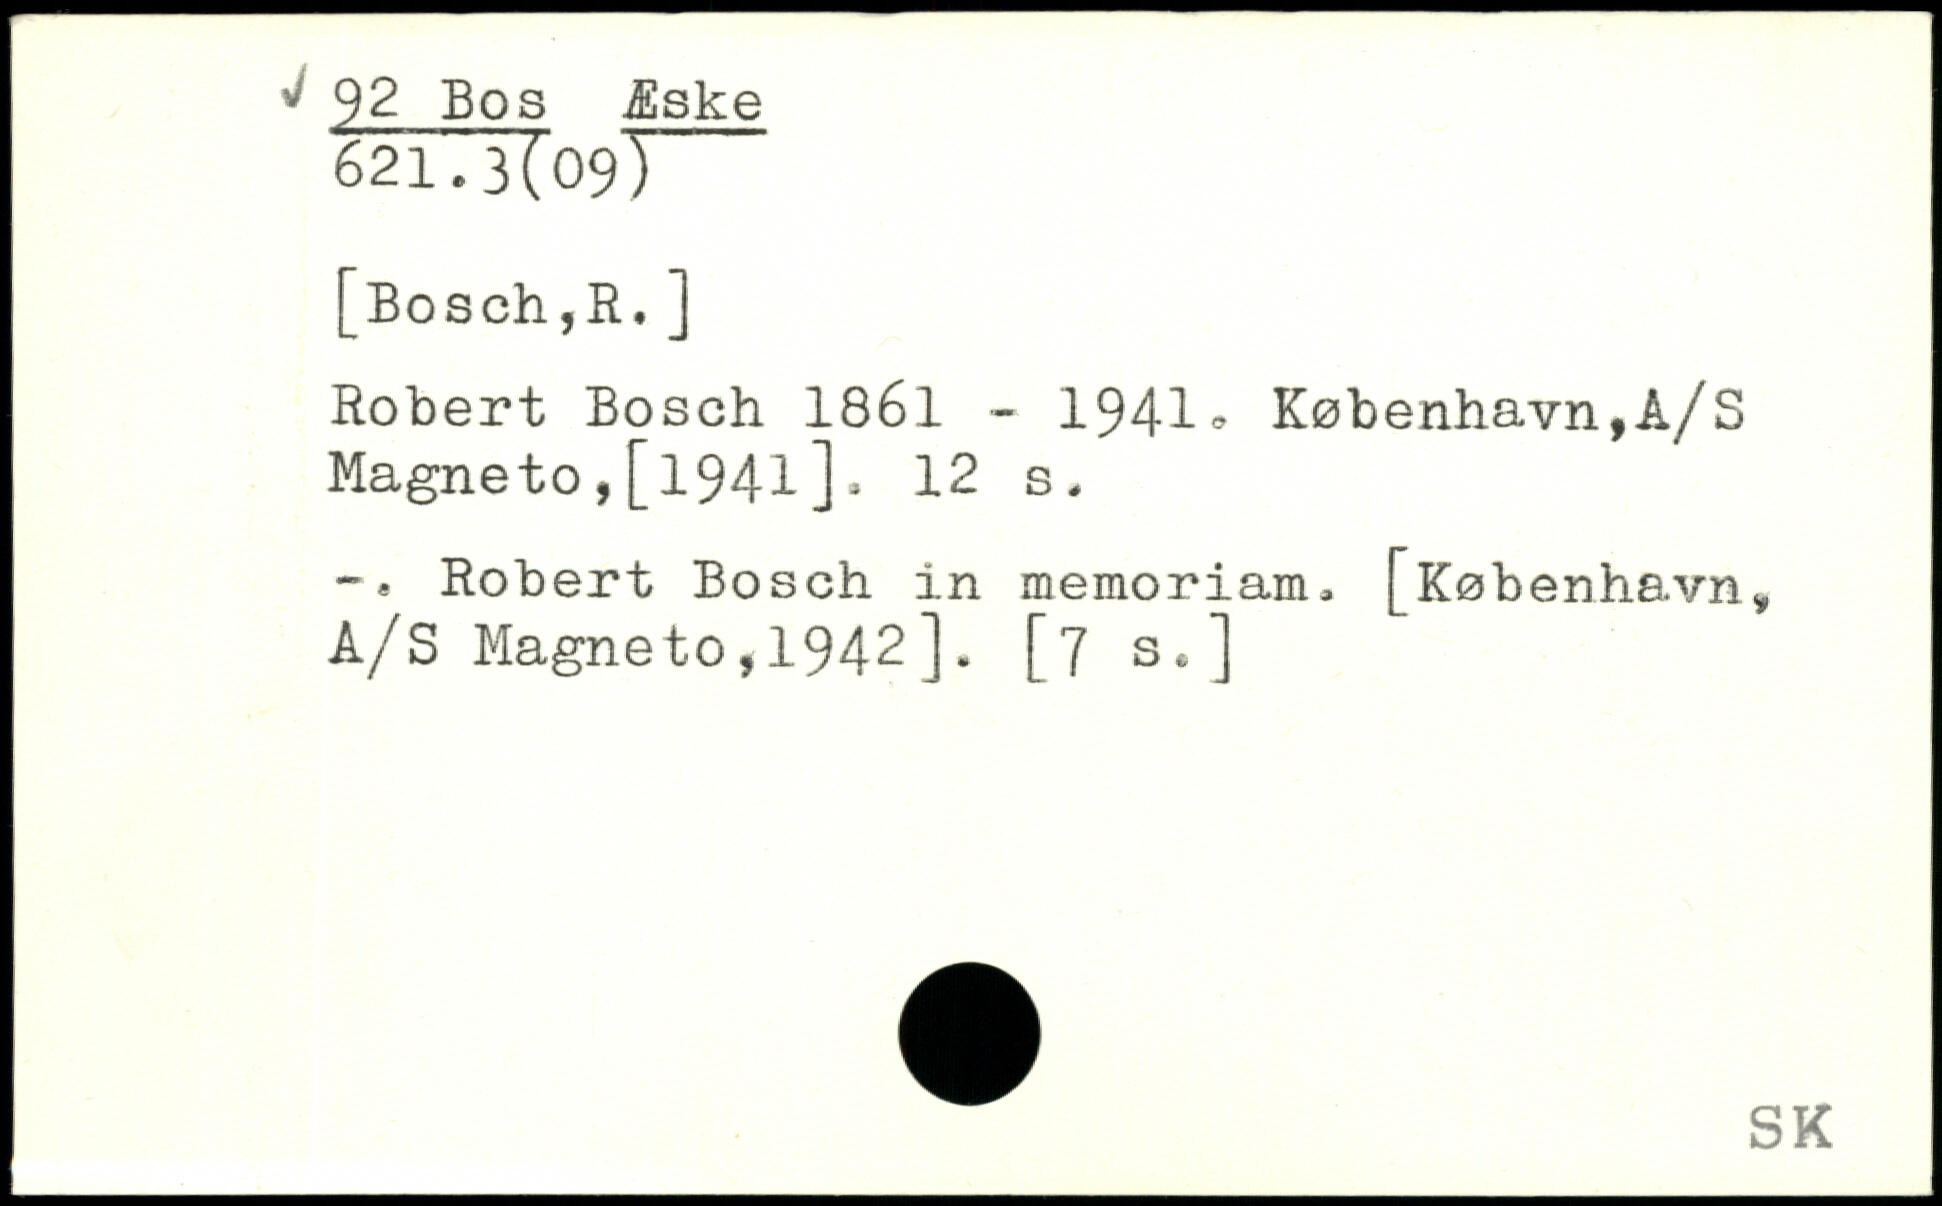 ✓ 92 Bos Æske
621.3(09)
[Bosch,R.]
Robert Bosch 1861 - 1941. København,A/S
Magneto,[1941]. 12 s.
-. Robert Bosch in memoriam. [København,
A/S Magneto,1942]. [7 s.]
SK